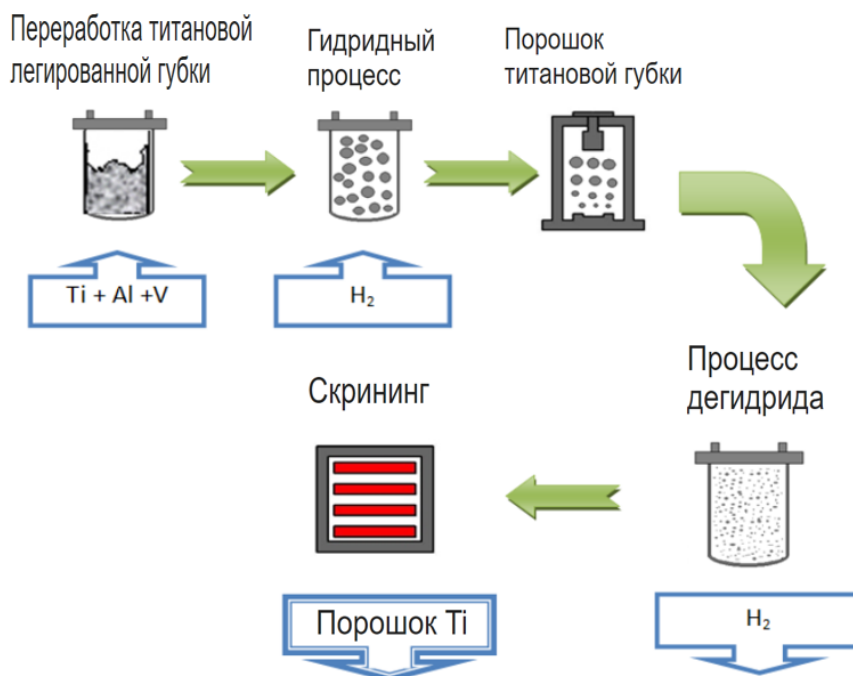 Переработка титановой
легированной губки
Гидридный
процесс
Порошок
титановой губки
Ti + Al +V
H₂
Процесс
дегидрида
Скрининг
Порошок Ti
H₂